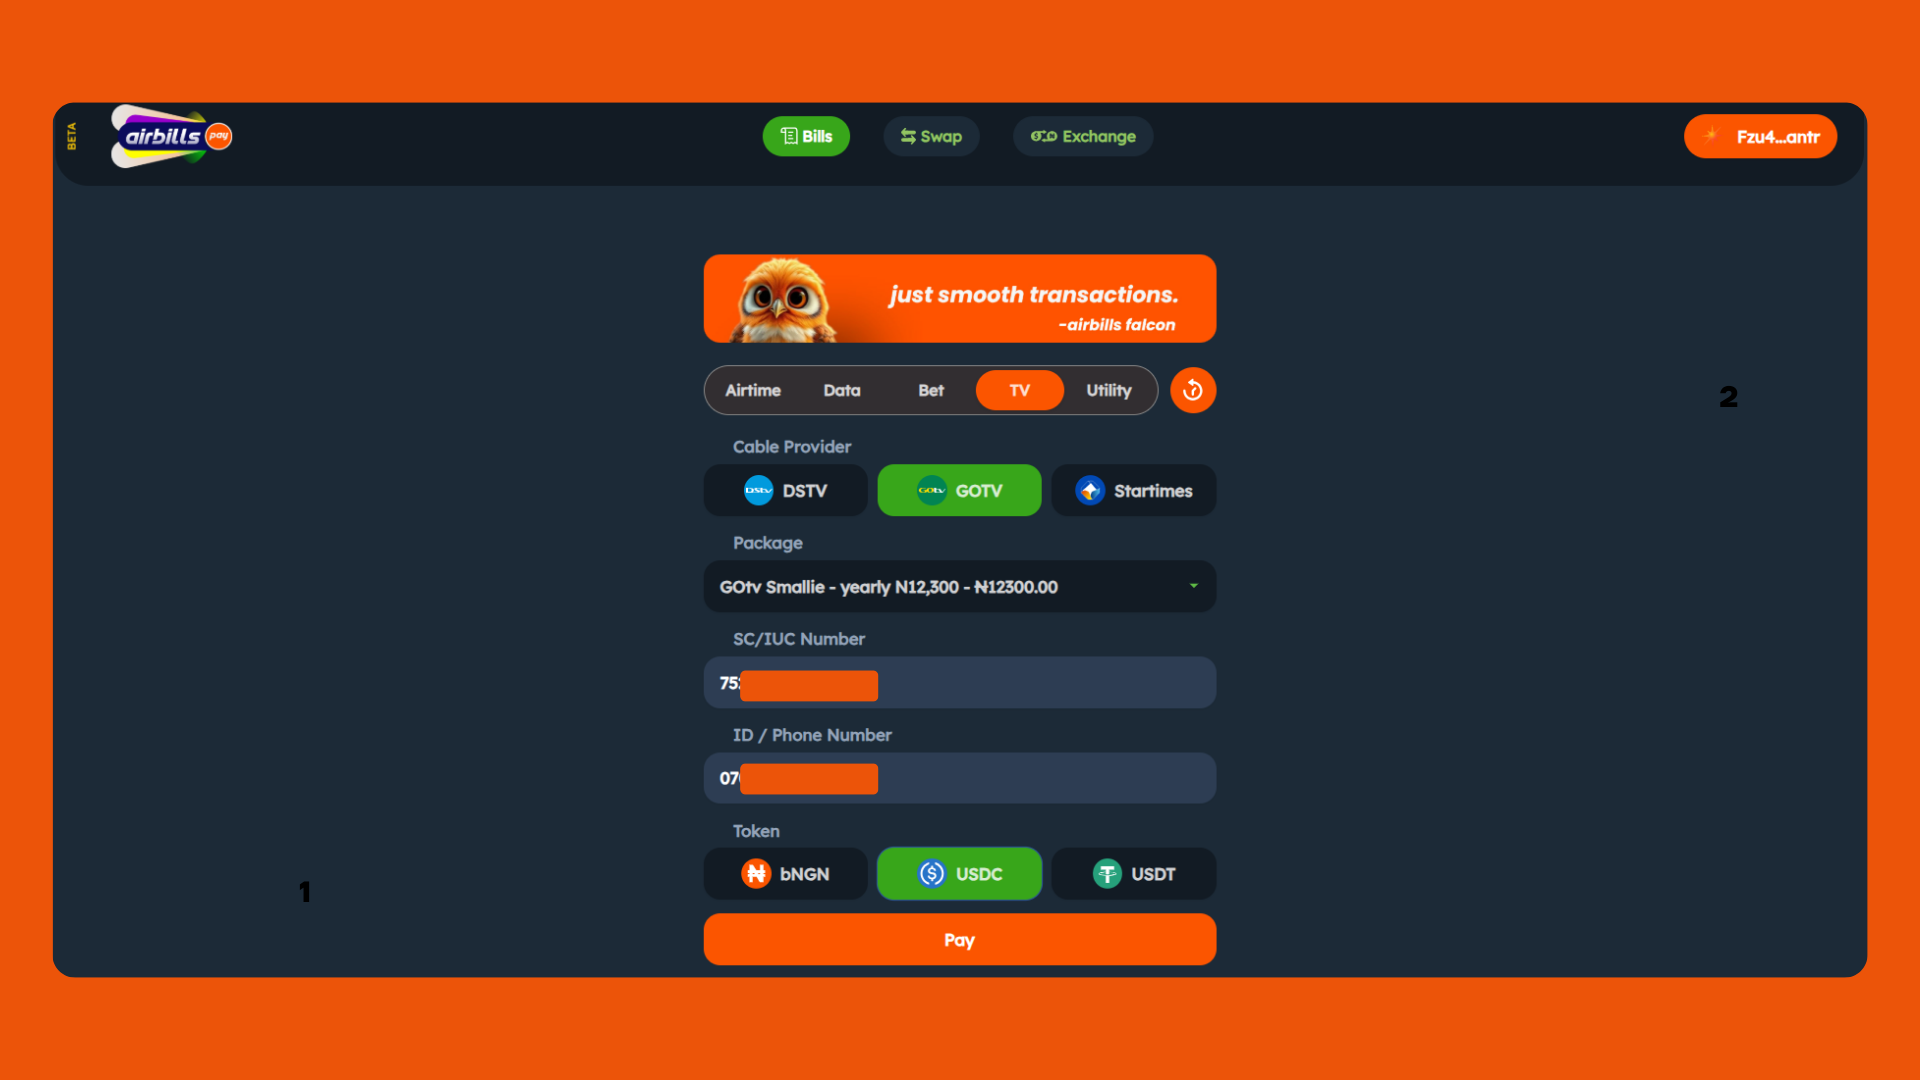 BETA
airbills pay
Bills
Swap
Exchange
Fzu4...antr
just smooth transactions.
-airbills falcon
Airtime
Data
Bet
TV
Utility
2
Cable Provider
DStv DSTV
GOtv GOTV
Startimes
Package
GOtv Smallie - yearly N12,300 - ₦12300.00
SC/IUC Number
75
ID / Phone Number
07
Token
bNGN
USDC
USDT
1
Pay